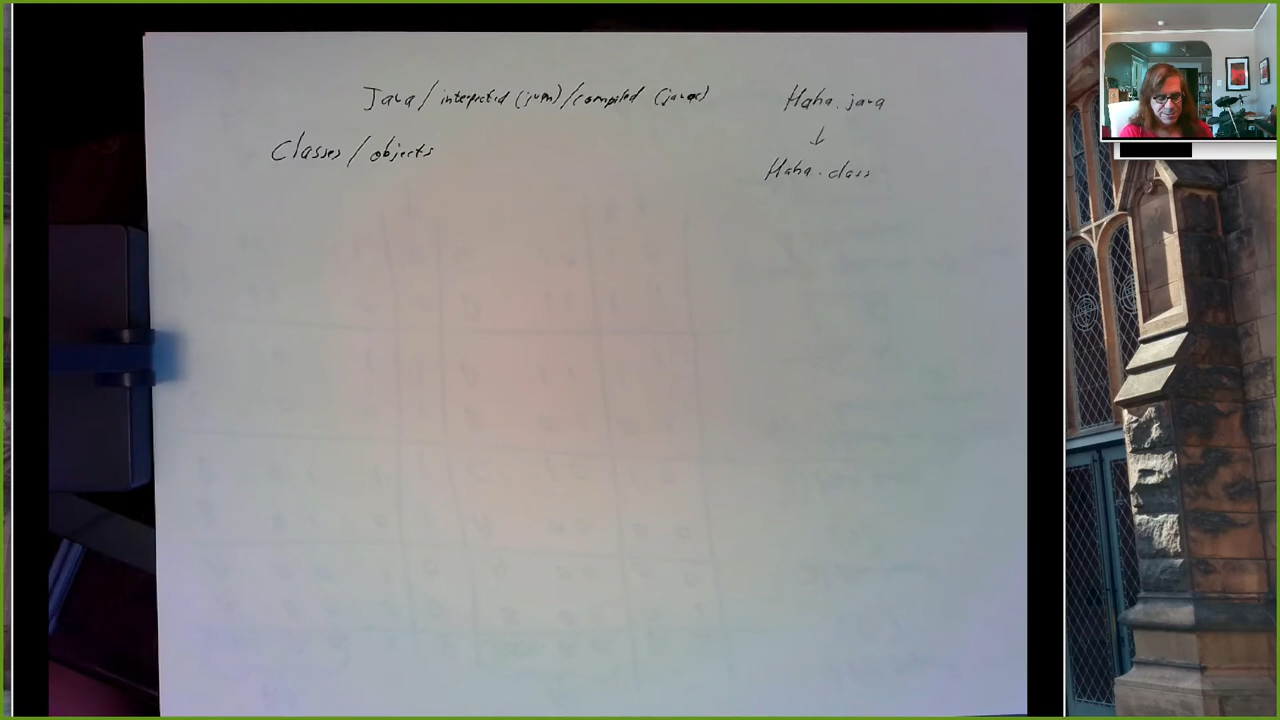 Java / interpreted (jvm) / compiled (javac)
Classes / objects
Haha.java
↓
Haha.class